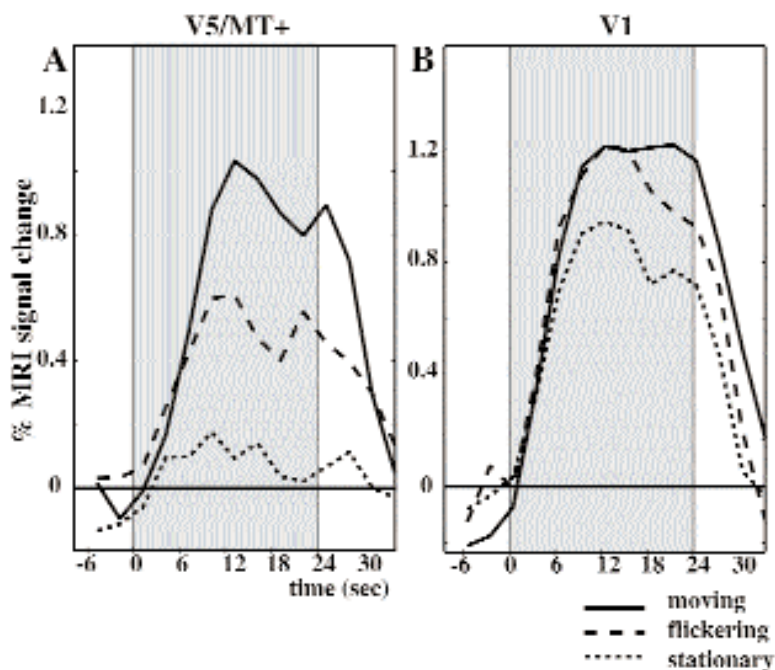 V5/MT+
V1
A
B
% MRI signal change
1.2
0.8
0.4
0
-6 0 6 12 18 24 30
time (sec)
1.2
0.8
0.4
0
-6 0 6 12 18 24 30
moving
flickering
stationary